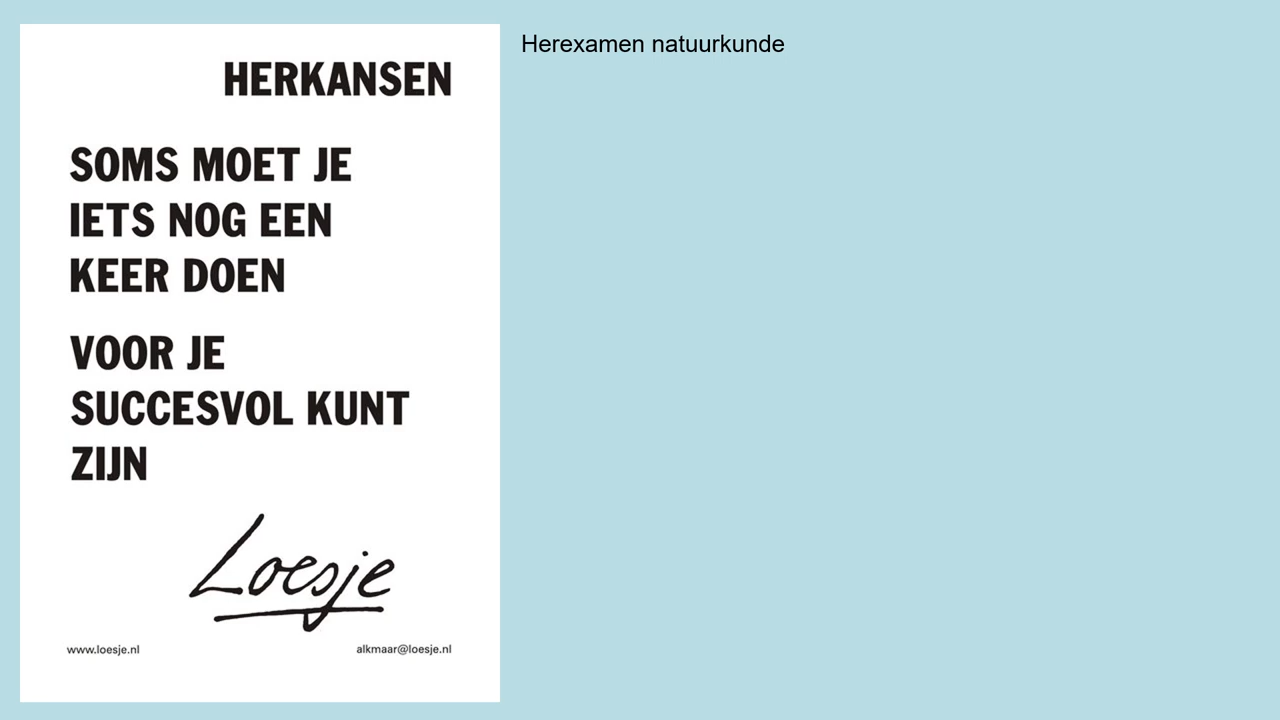 HERKANSEN
SOMS MOET JE
IETS NOG EEN
KEER DOEN
VOOR JE
SUCCESVOL KUNT
ZIJN
Loesje
www.loesje.nl
alkmaar@loesje.nl
Herexamen natuurkunde